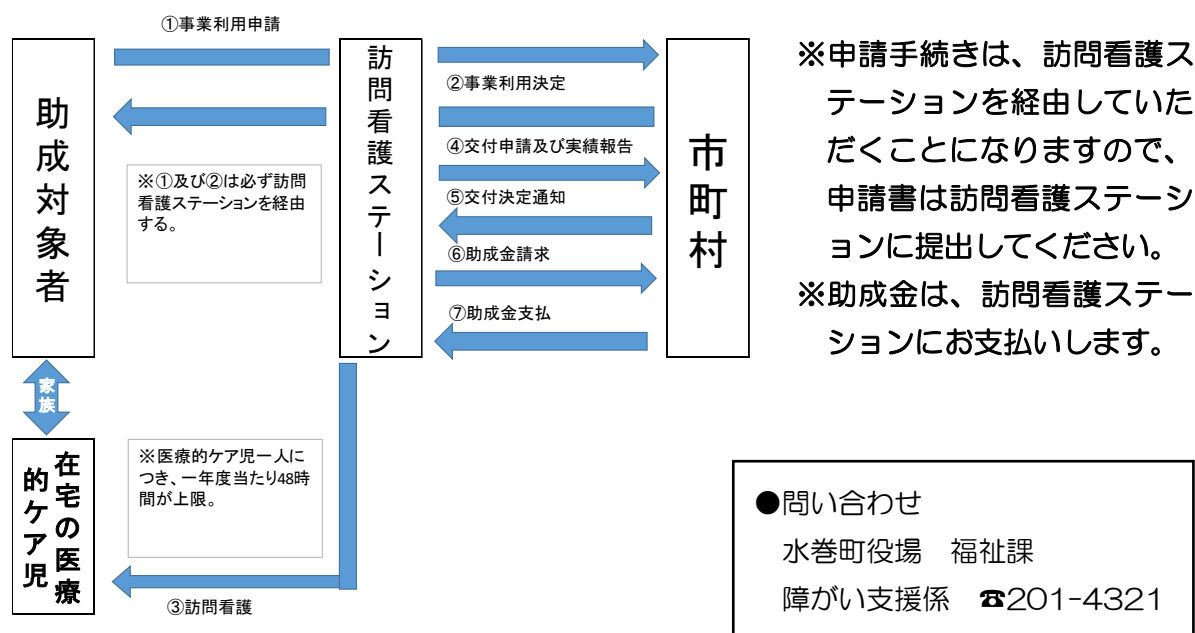 ①事業利用申請
助成対象者
訪問看護ステーション
②事業利用決定
④交付申請及び実績報告
⑤交付決定通知
⑥助成金請求
⑦助成金支払
市町村
※①及び②は必ず訪問
看護ステーションを経由
する。
家族
在宅の医療
的ケア児
※医療的ケア児一人に
つき、一年度当たり48時
間が上限。
③訪問看護
※申請手続きは、訪問看護ス
テーションを経由していた
だくことになりますので、
申請書は訪問看護ステーシ
ョンに提出してください。
※助成金は、訪問看護ステー
ションにお支払いします。
●問い合わせ
水巻町役場　福祉課
障がい支援係　☎201-4321